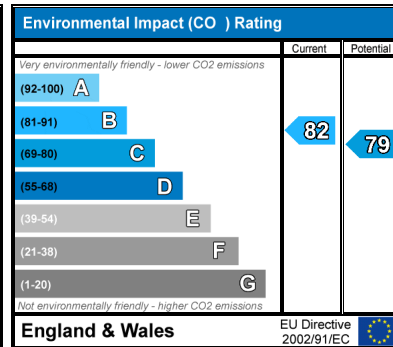 Environmental Impact (CO ) Rating
Current Potential
Very environmentally friendly - lower CO2 emissions
(92-100) A
(81-91) B
82
(69-80) C
79
(55-68) D
(39-54) E
(21-38) F
(1-20) G
Not environmentally friendly - higher CO2 emissions
England & Wales
EU Directive
2002/91/EC